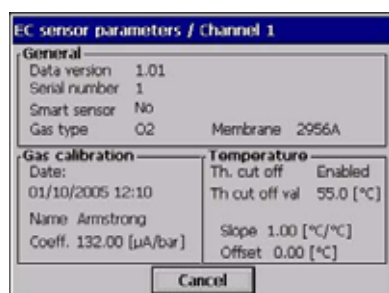 EC sensor parameters / Channel 1
General
Data version 1.01
Serial number 1
Smart sensor No
Gas type O2 Membrane 2956A
Gas calibration
Date:
01/10/2005 12:10
Name Armstrong
Coeff. 132.00 [µA/bar]
Temperature
Th. cut off Enabled
Th cut off val 55.0 [°C]
Slope 1.00 [°C/°C]
Offset 0.00 [°C]
Cancel